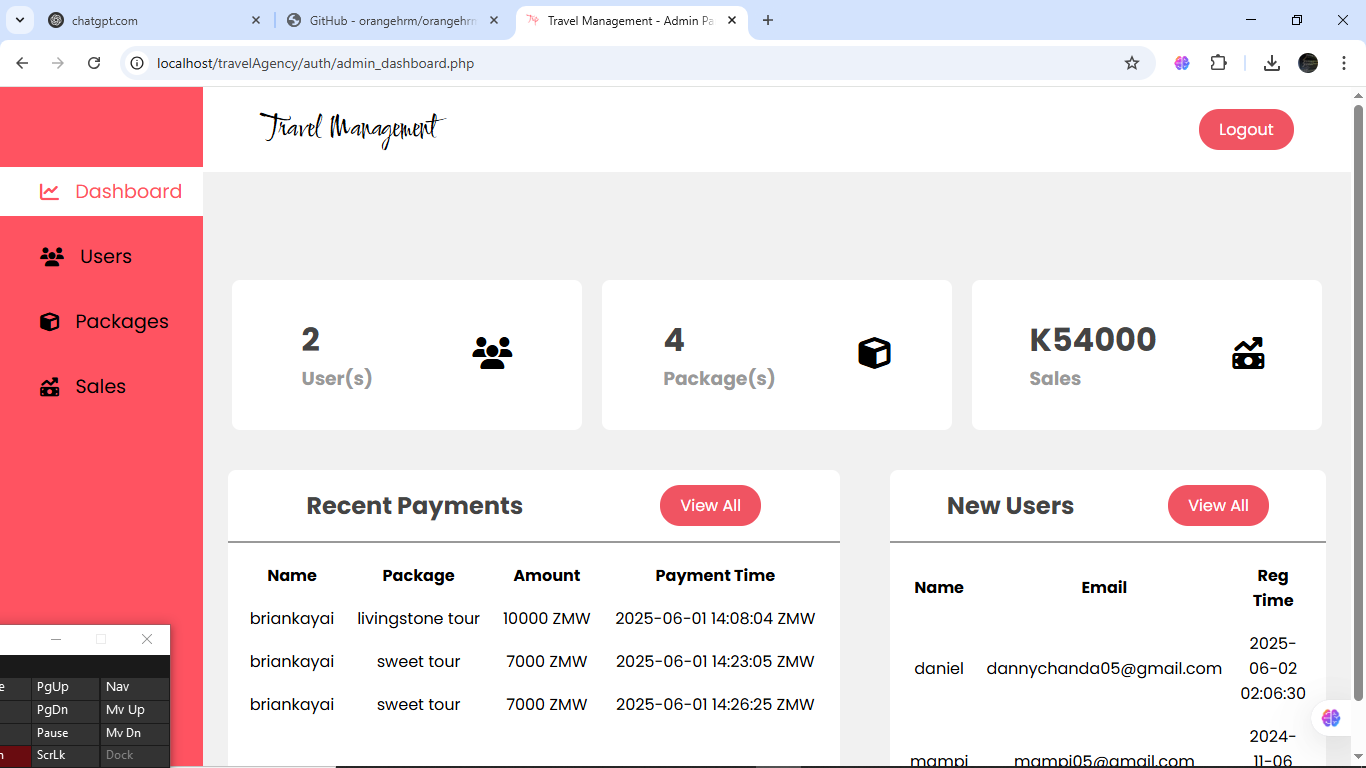 chatgpt.com
GitHub - orangehrm/orangehrm
Travel Management - Admin Pa
localhost/travelAgency/auth/admin_dashboard.php
Travel Management
Logout
Dashboard
Users
Packages
Sales
2
User(s)
4
Package(s)
K54000
Sales
Recent Payments
View All
Name Package Amount Payment Time
briankayai livingstone tour 10000 ZMW 2025-06-01 14:08:04 ZMW
briankayai sweet tour 7000 ZMW 2025-06-01 14:23:05 ZMW
briankayai sweet tour 7000 ZMW 2025-06-01 14:26:25 ZMW
New Users
View All
Name Email Reg
Time
daniel dannychanda05@gmail.com 2025-
06-02
02:06:30
mampi mampi05@gmail.com 2024-
11-06
PgUp Nav
PgDn Mv Up
Pause Mv Dn
ScrLk Dock